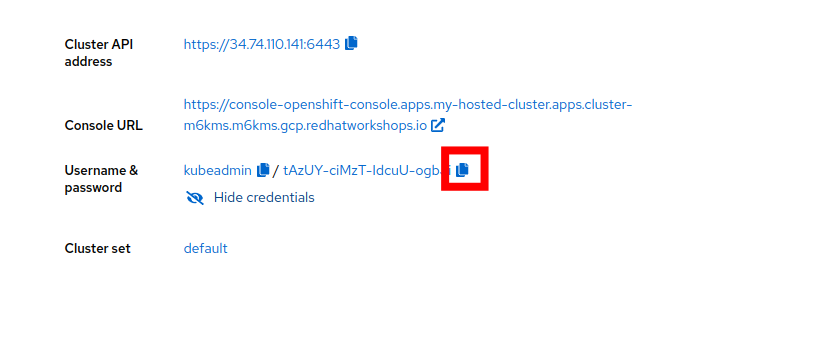 Cluster API
address
https://34.74.110.141:6443
https://console-openshift-console.apps.my-hosted-cluster.apps.cluster-
Console URL
m6kms.m6kms.gcp.redhatworkshops.io
Username &
password
kubeadmin / tAzUY-ciMzT-IdcuU-ogb
Hide credentials
Cluster set
default